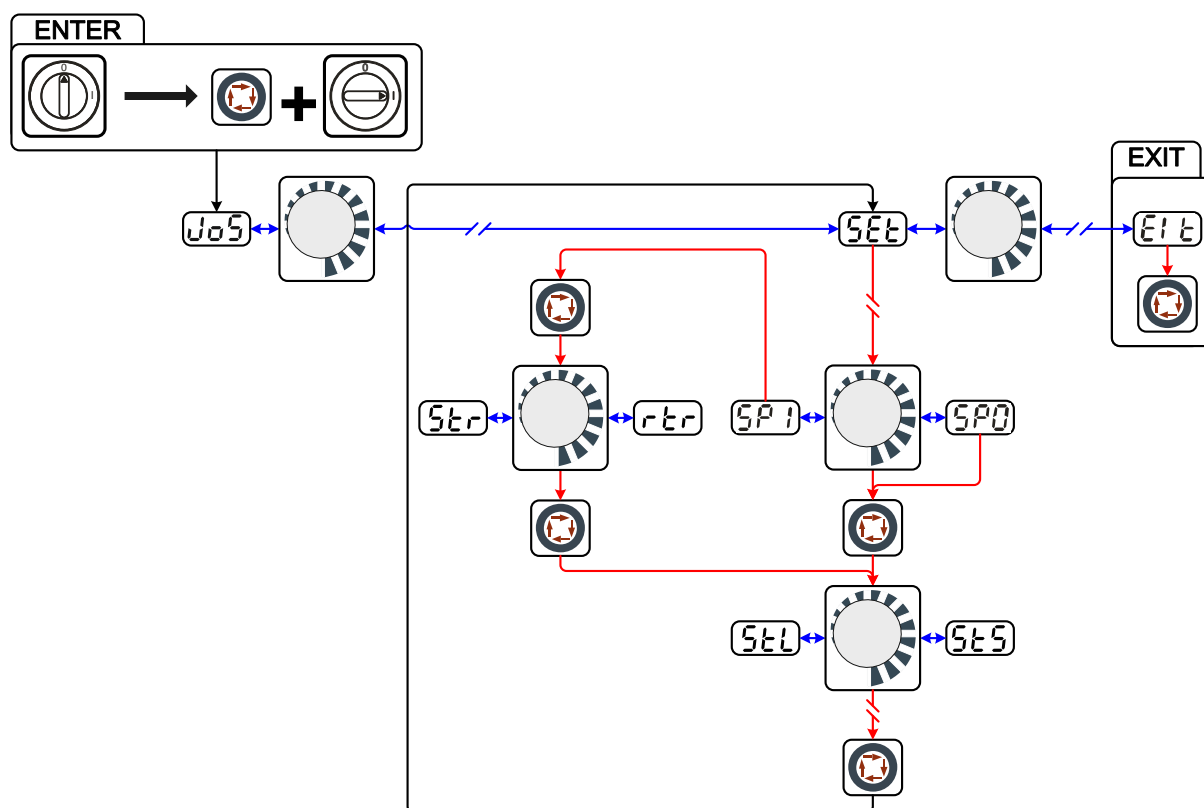 ENTER
0
I
0
I
EXIT
JoS
SEt
EIt
Str
rtr
SP1
SP0
StL
StS